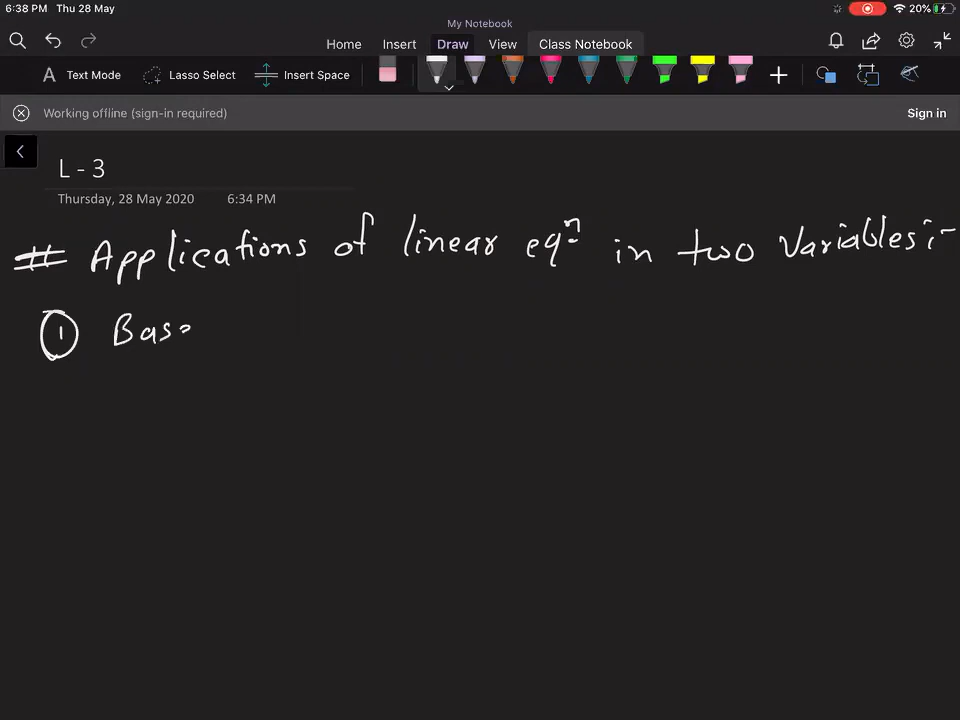 6:38 PM Thu 28 May 20%
My Notebook
Home Insert Draw View Class Notebook
Text Mode Lasso Select Insert Space
Working offline (sign-in required) Sign in
L - 3
Thursday, 28 May 2020 6:34 PM
# Applications of linear eqn in two Variables :-
① Bas